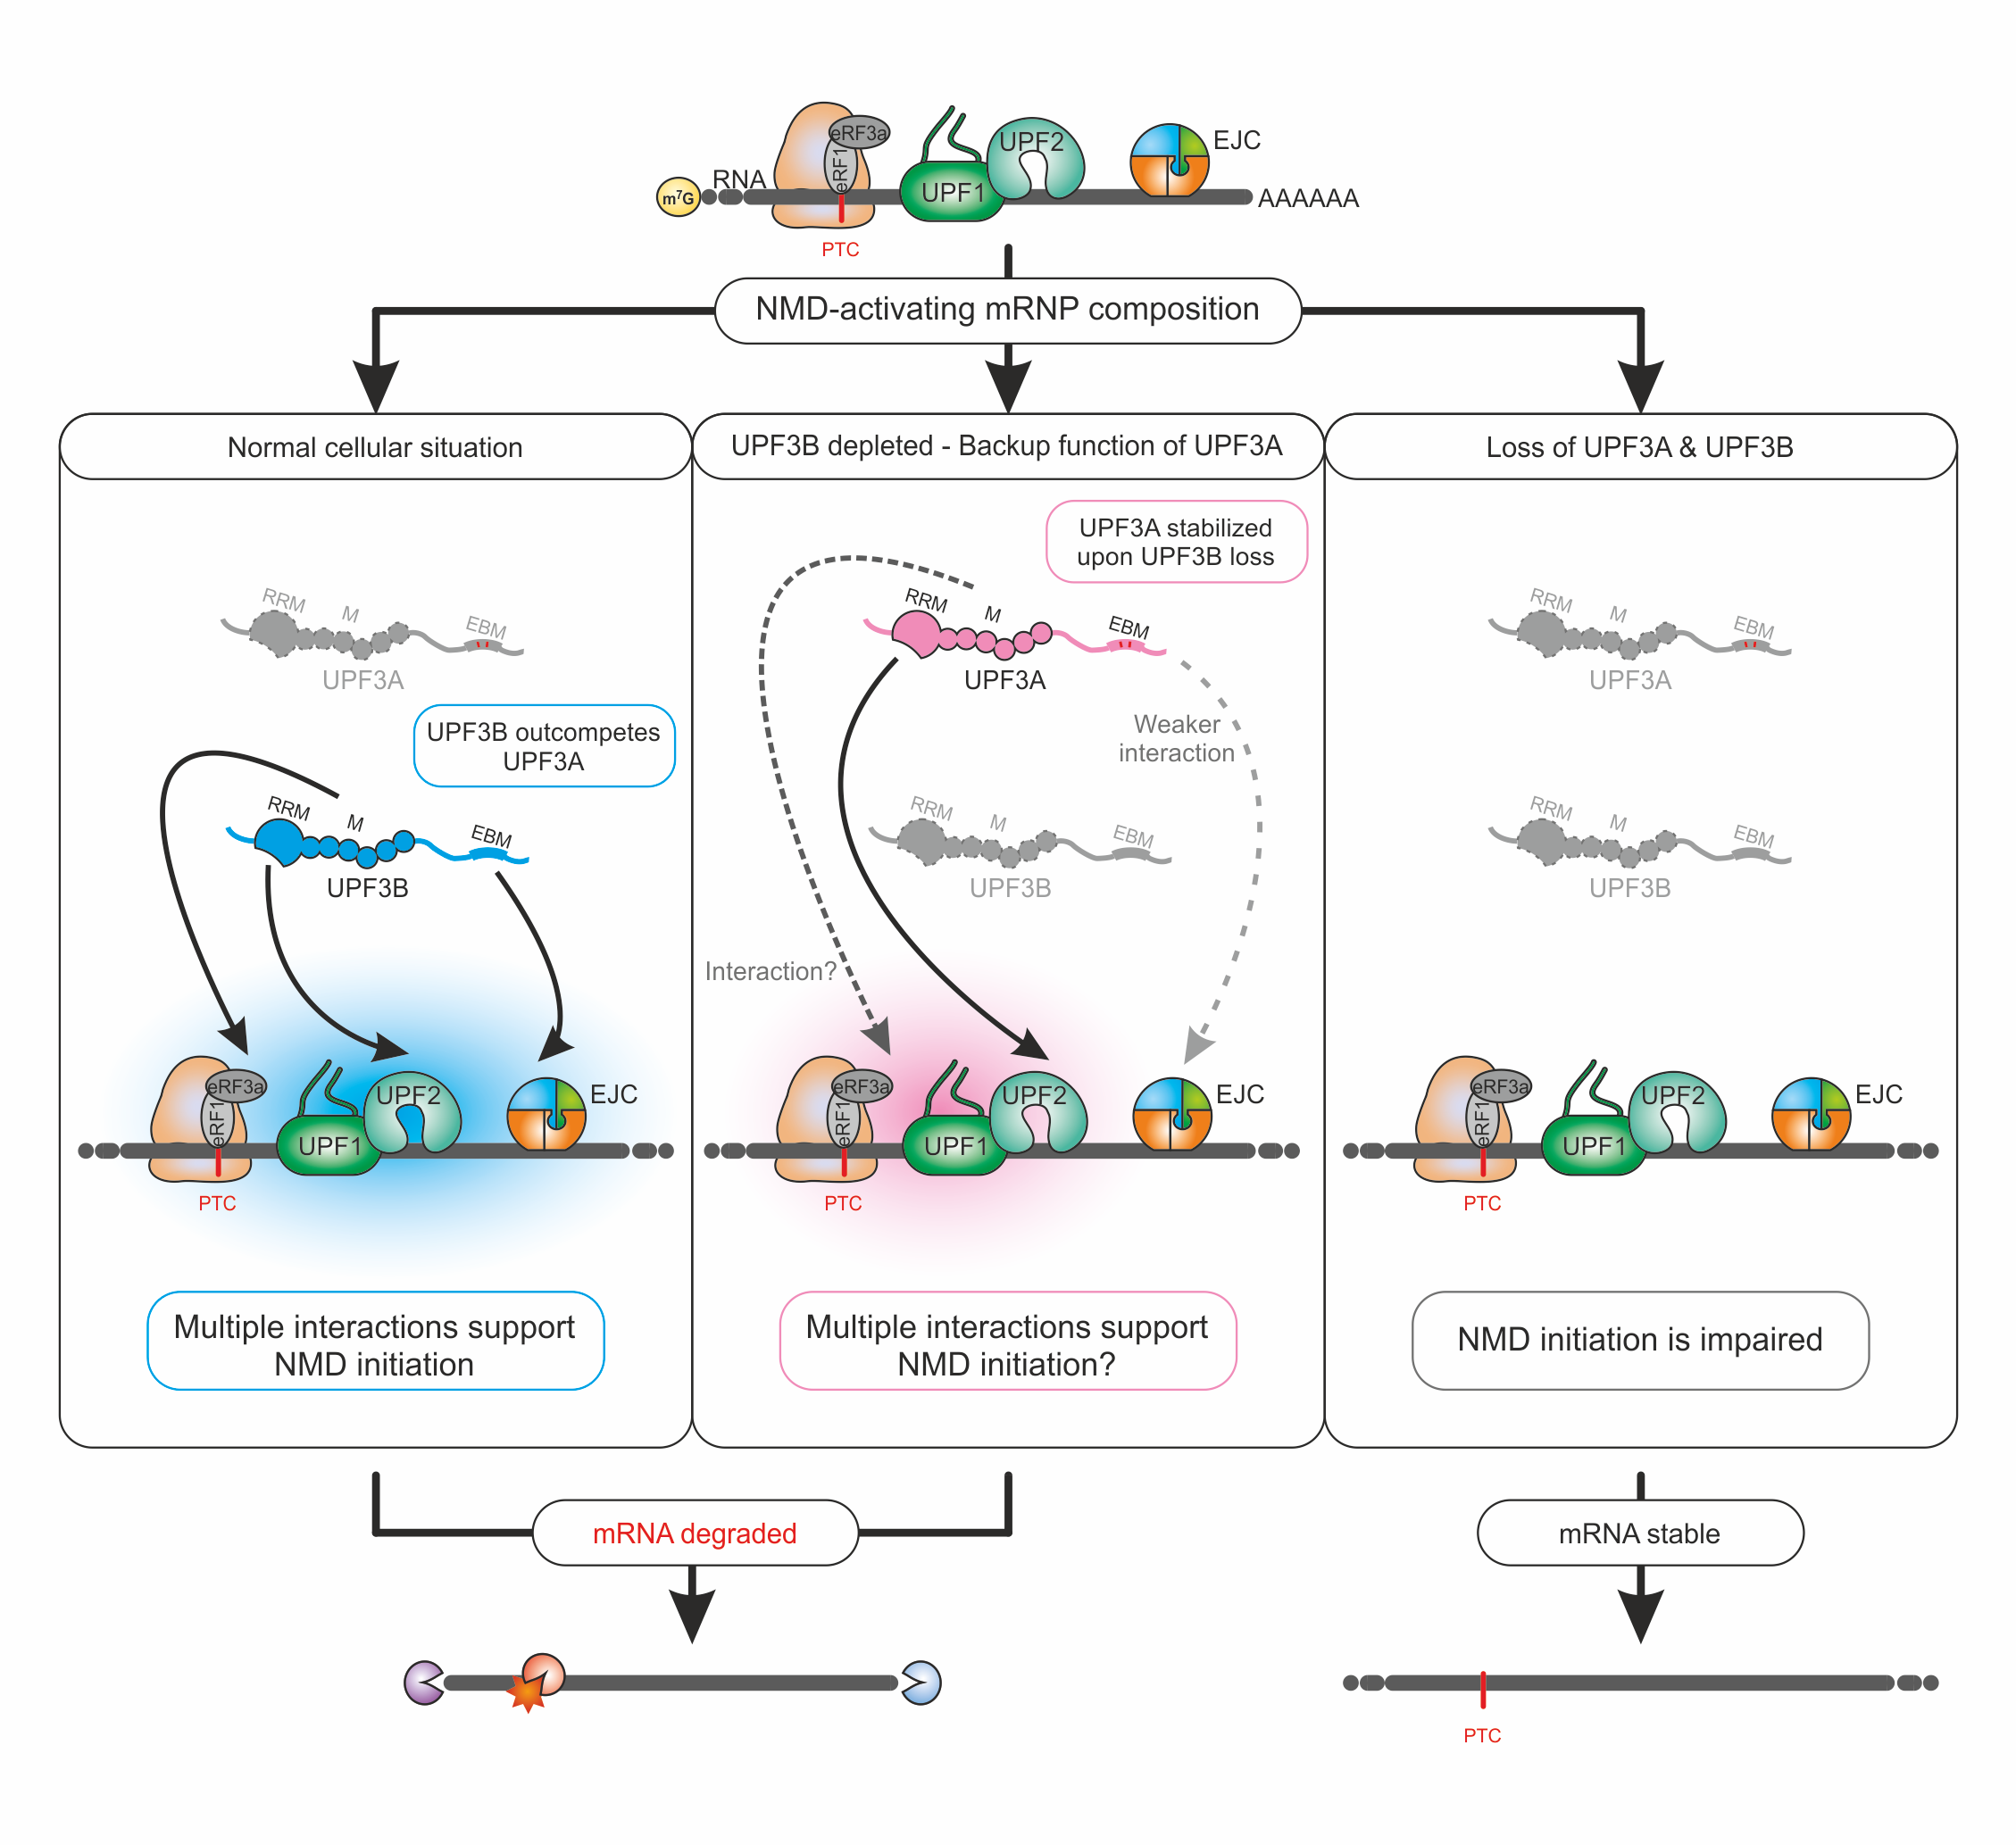 eRF3a
eRF1
UPF1
UPF2
EJC
RNA
m7G
AAAAAA
PTC
NMD-activating mRNP composition
Normal cellular situation
RRM
M
EBM
UPF3A
UPF3B outcompetes
UPF3A
RRM
M
EBM
UPF3B
eRF3a
eRF1
UPF1
UPF2
EJC
PTC
Multiple interactions support
NMD initiation
UPF3B depleted - Backup function of UPF3A
UPF3A stabilized
upon UPF3B loss
RRM
M
EBM
UPF3A
Weaker
interaction
RRM
M
EBM
UPF3B
Interaction?
eRF3a
eRF1
UPF1
UPF2
EJC
PTC
Multiple interactions support
NMD initiation?
Loss of UPF3A & UPF3B
RRM
M
EBM
UPF3A
RRM
M
EBM
UPF3B
eRF3a
eRF1
UPF1
UPF2
EJC
PTC
NMD initiation is impaired
mRNA degraded
mRNA stable
PTC